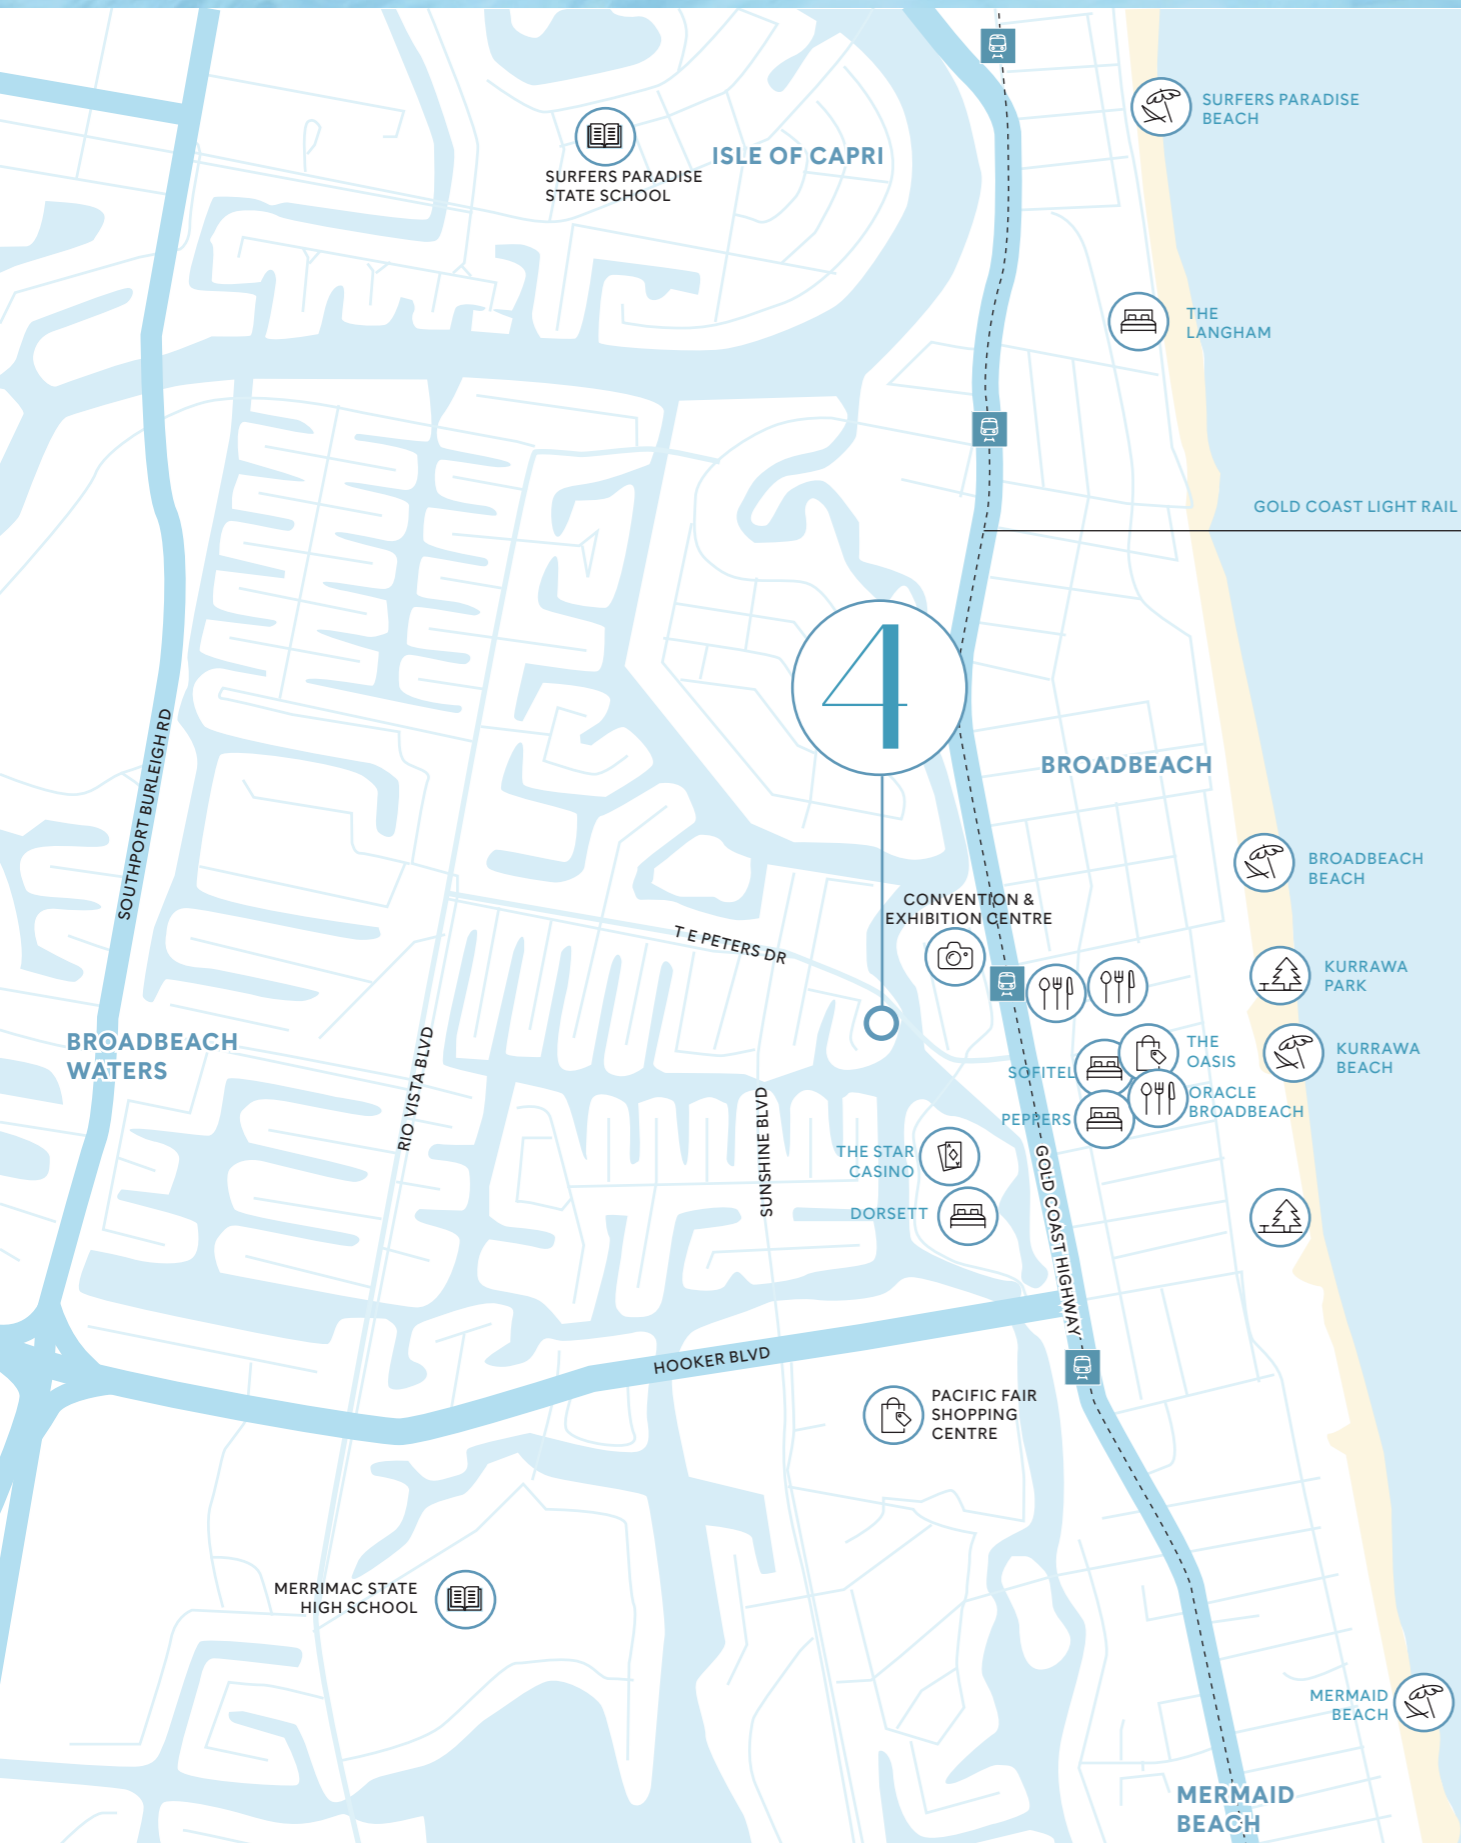 SURFERS PARADISE
BEACH
ISLE OF CAPRI
SURFERS PARADISE
STATE SCHOOL
THE
LANGHAM
GOLD COAST LIGHT RAIL
4
SOUTHPORT BURLEIGH RD
BROADBEACH
BROADBEACH
BEACH
CONVENTION &
EXHIBITION CENTRE
T E PETERS DR
KURRAWA
PARK
BROADBEACH
WATERS
RIO VISTA BLVD
THE
OASIS
KURRAWA
BEACH
SOFITEL
ORACLE
BROADBEACH
PEPPERS
SUNSHINE BLVD
THE STAR
CASINO
GOLD COAST HIGHWAY
DORSETT
HOOKER BLVD
PACIFIC FAIR
SHOPPING
CENTRE
MERRIMAC STATE
HIGH SCHOOL
MERMAID
BEACH
MERMAID
BEACH